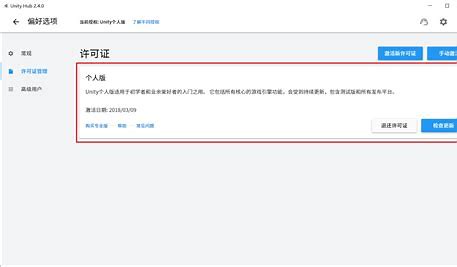 Unity Hub 2.4.0
偏好选项
当前授权: Unity个人版
了解不同授权
常规
许可证管理
高级用户
许可证
激活新许可证
手动激活
个人版
Unity个人版适用于初学者和业余爱好者的入门之用。它包括所有核心的游戏引擎功能，会受到持续更新，包含测试版和所有发布平台。
激活日期: 2018/03/09
购买专业版
帮助
常见问题
退还许可证
检查更新